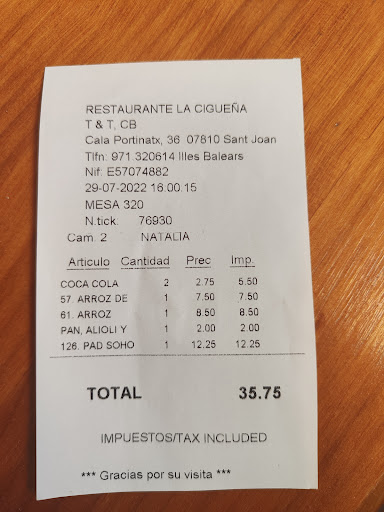 RESTAURANTE LA CIGUEÑA
T & T, CB
Cala Portinatx, 36 07810 Sant Joan
Tlfn: 971.320614 Illes Balears
Nif: E57074882
29-07-2022 16.00.15
MESA 320
N.tick. 76930
Cam. 2 NATALIA
Articulo Cantidad Prec Imp.
COCA COLA 2 2.75 5.50
57. ARROZ DE 1 7.50 7.50
61. ARROZ 1 8.50 8.50
PAN, ALIOLI Y 1 2.00 2.00
126. PAD SOHO 1 12.25 12.25
TOTAL 35.75
IMPUESTOS/TAX INCLUDED
*** Gracias por su visita ***